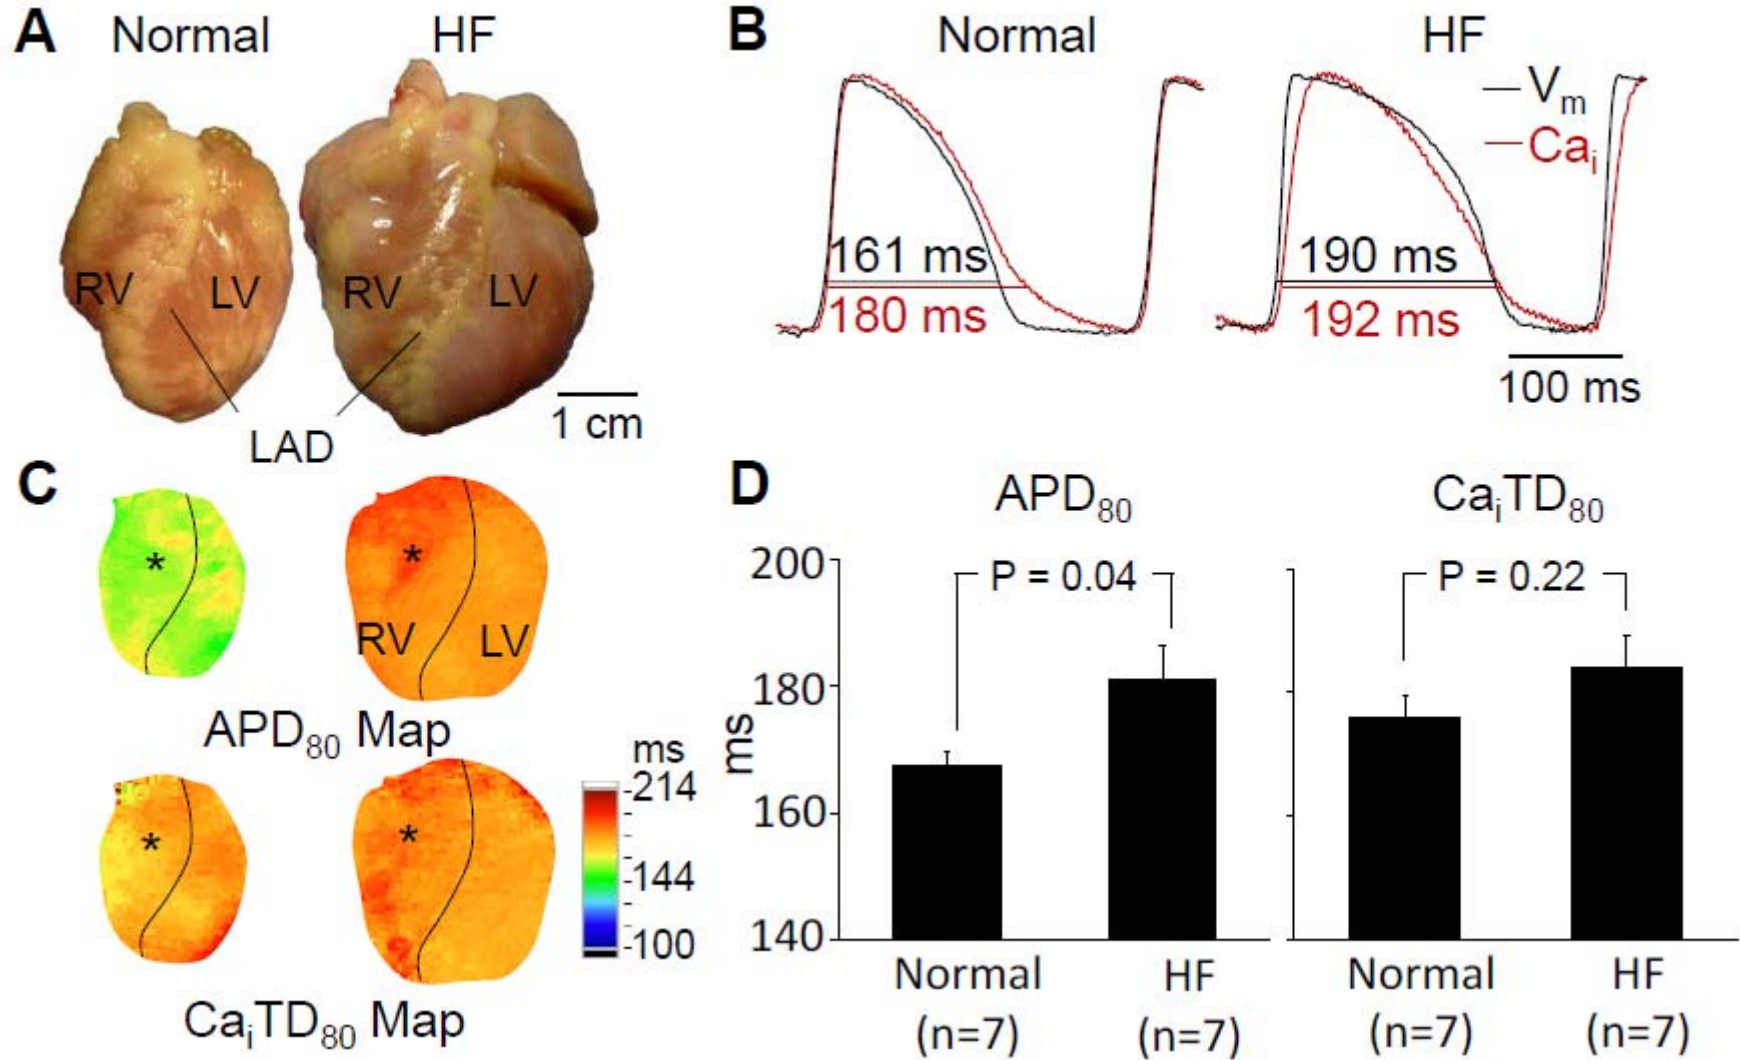 A
Normal
HF
RV
LV
RV
LV
LAD
1 cm
B
Normal
HF
Vm
Cai
161 ms
180 ms
190 ms
192 ms
100 ms
C
*
*
RV
LV
APD80 Map
*
*
CaiTD80 Map
ms
-214
-144
-100
D
APD80
CaiTD80
ms
200
180
160
140
P = 0.04
P = 0.22
Normal
(n=7)
HF
(n=7)
Normal
(n=7)
HF
(n=7)